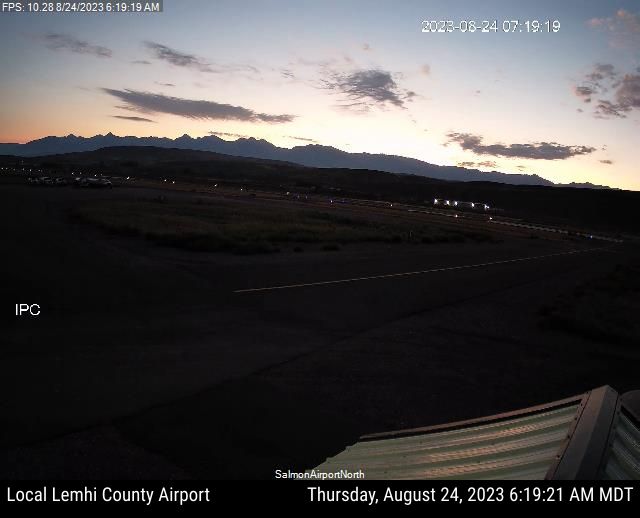 FPS: 10.28 8/24/2023 6:19:19 AM
2023-08-24 07:19:19
IPC
SalmonAirportNorth
Local Lemhi County Airport
Thursday, August 24, 2023 6:19:21 AM MDT